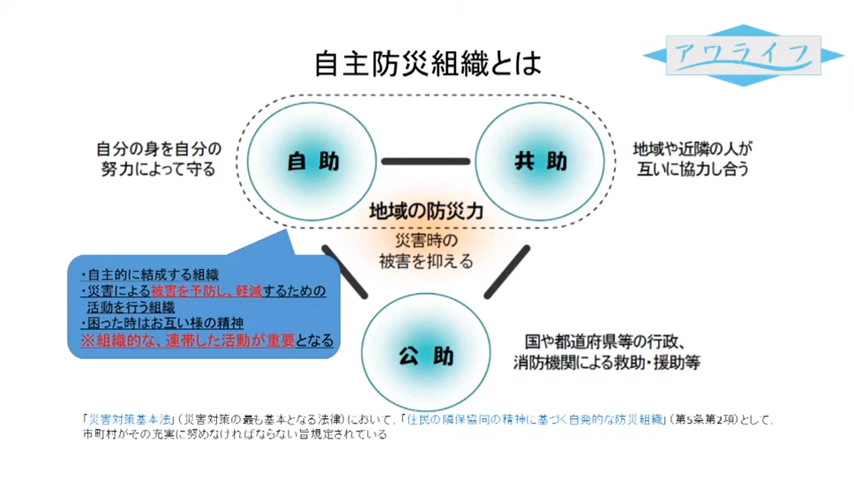 自主防災組織とは
アワライフ
自分の身を自分の
努力によって守る
自助
共助
地域や近隣の人が
互いに協力し合う
地域の防災力
災害時の
被害を抑える
・自主的に結成する組織
・災害による被害を予防し、軽減するための
活動を行う組織
・困った時はお互い様の精神
※組織的な、連帯した活動が重要となる
公助
国や都道府県等の行政、
消防機関による救助・援助等
「災害対策基本法」（災害対策の最も基本となる法律）において、「住民の隣保協同の精神に基づく自発的な防災組織」（第5条第2項）として、
市町村がその充実に努めなければならない旨規定されている